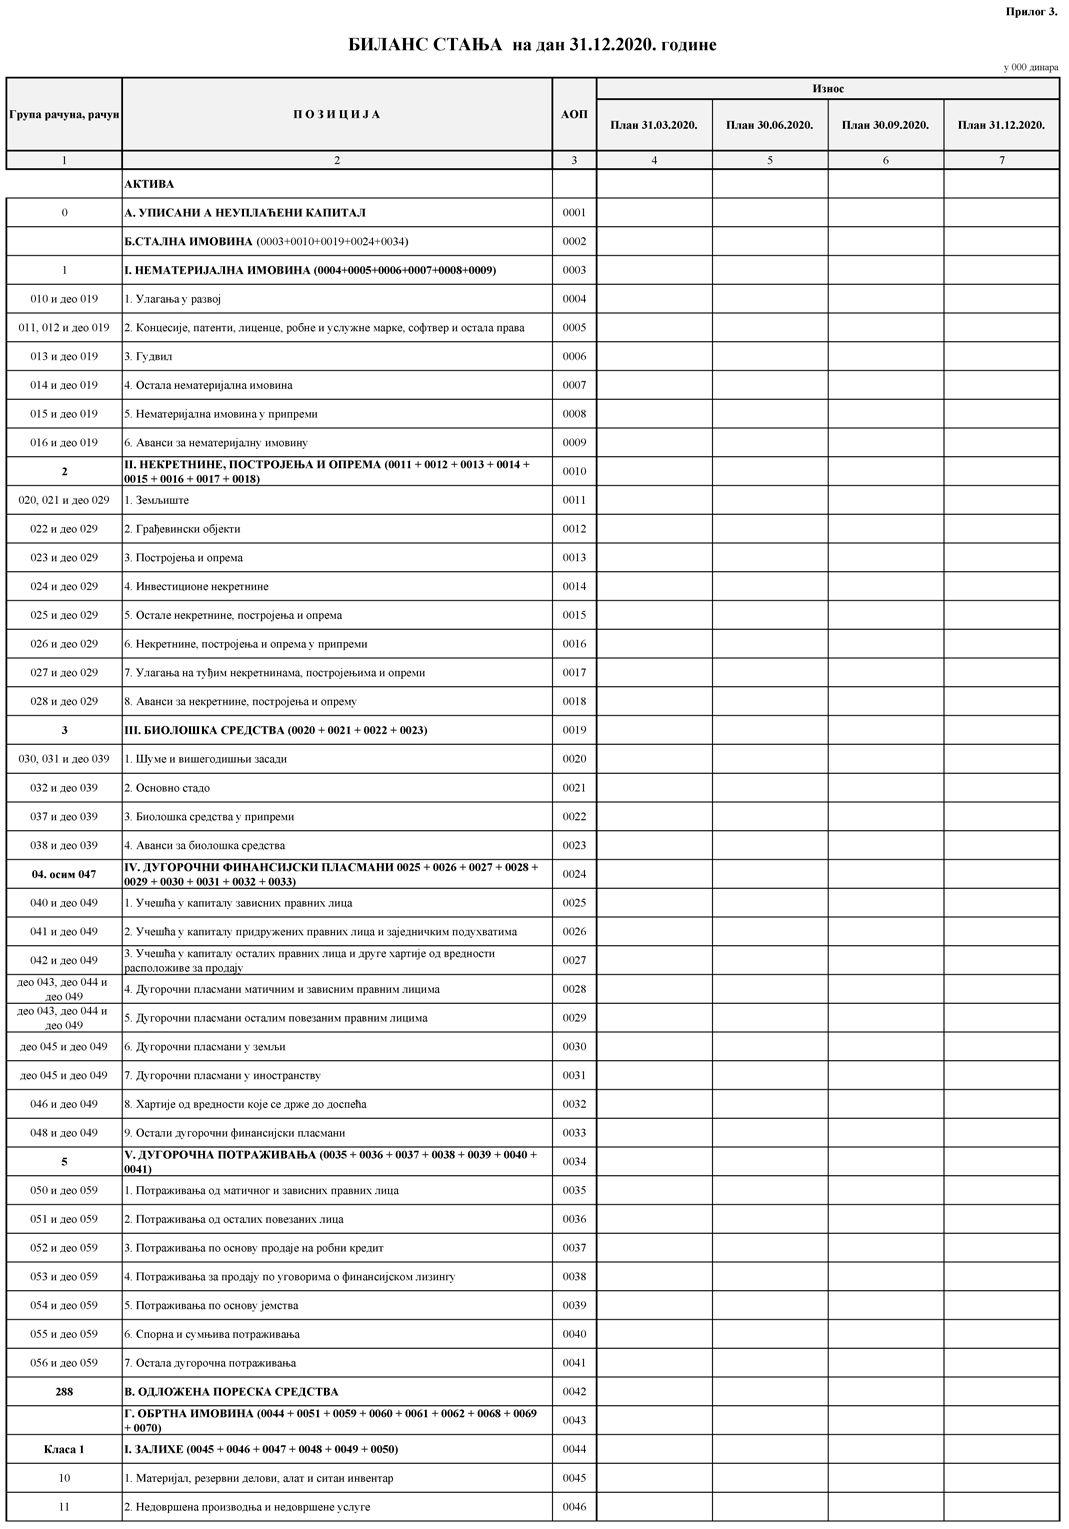 Прилог 3.
БИЛАНС СТАЊА на дан 31.12.2020. године
у 000 динара
Група рачуна, рачун П О З И Ц И Ј А АОП Износ
План 31.03.2020. План 30.06.2020. План 30.09.2020. План 31.12.2020.
1 2 3 4 5 6 7
АКТИВА
0 А. УПИСАНИ А НЕУПЛАЋЕНИ КАПИТАЛ 0001
Б.СТАЛНА ИМОВИНА (0003+0010+0019+0024+0034) 0002
1 I. НЕМАТЕРИЈАЛНА ИМОВИНА (0004+0005+0006+0007+0008+0009) 0003
010 и део 019 1. Улагања у развој 0004
011, 012 и део 019 2. Концесије, патенти, лиценце, робне и услужне марке, софтвер и остала права 0005
013 и део 019 3. Гудвил 0006
014 и део 019 4. Остала нематеријална имовина 0007
015 и део 019 5. Нематеријална имовина у припреми 0008
016 и део 019 6. Аванси за нематеријалну имовину 0009
2 II. НЕКРЕТНИНЕ, ПОСТРОЈЕЊА И ОПРЕМА (0011 + 0012 + 0013 + 0014 +
0015 + 0016 + 0017 + 0018) 0010
020, 021 и део 029 1. Земљиште 0011
022 и део 029 2. Грађевински објекти 0012
023 и део 029 3. Постројења и опрема 0013
024 и део 029 4. Инвестиционе некретнине 0014
025 и део 029 5. Остале некретнине, постројења и опрема 0015
026 и део 029 6. Некретнине, постројења и опрема у припреми 0016
027 и део 029 7. Улагања на туђим некретнинама, постројењима и опреми 0017
028 и део 029 8. Аванси за некретнине, постројења и опрему 0018
3 III. БИОЛОШКА СРЕДСТВА (0020 + 0021 + 0022 + 0023) 0019
030, 031 и део 039 1. Шуме и вишегодишњи засади 0020
032 и део 039 2. Основно стадо 0021
037 и део 039 3. Биолошка средства у припреми 0022
038 и део 039 4. Аванси за биолошка средства 0023
04. осим 047 IV. ДУГОРОЧНИ ФИНАНСИЈСКИ ПЛАСМАНИ 0025 + 0026 + 0027 + 0028 +
0029 + 0030 + 0031 + 0032 + 0033) 0024
040 и део 049 1. Учешћа у капиталу зависних правних лица 0025
041 и део 049 2. Учешћа у капиталу придружених правних лица и заједничким подухватима 0026
042 и део 049 3. Учешћа у капиталу осталих правних лица и друге хартије од вредности
расположиве за продају 0027
део 043, део 044 и
део 049 4. Дугорочни пласмани матичним и зависним правним лицима 0028
део 043, део 044 и
део 049 5. Дугорочни пласмани осталим повезаним правним лицима 0029
део 045 и део 049 6. Дугорочни пласмани у земљи 0030
део 045 и део 049 7. Дугорочни пласмани у иностранству 0031
046 и део 049 8. Хартије од вредности које се држе до доспећа 0032
048 и део 049 9. Остали дугорочни финансијски пласмани 0033
5 V. ДУГОРОЧНА ПОТРАЖИВАЊА (0035 + 0036 + 0037 + 0038 + 0039 + 0040 +
0041) 0034
050 и део 059 1. Потраживања од матичног и зависних правних лица 0035
051 и део 059 2. Потраживања од осталих повезаних лица 0036
052 и део 059 3. Потраживања по основу продаје на робни кредит 0037
053 и део 059 4. Потраживања за продају по уговорима о финансијском лизингу 0038
054 и део 059 5. Потраживања по основу јемства 0039
055 и део 059 6. Спорна и сумњива потраживања 0040
056 и део 059 7. Остала дугорочна потраживања 0041
288 В. ОДЛОЖЕНА ПОРЕСКА СРЕДСТВА 0042
Г. ОБРТНА ИМОВИНА (0044 + 0051 + 0059 + 0060 + 0061 + 0062 + 0068 + 0069
+ 0070) 0043
Класа 1 I. ЗАЛИХЕ (0045 + 0046 + 0047 + 0048 + 0049 + 0050) 0044
10 1. Материјал, резервни делови, алат и ситан инвентар 0045
11 2. Недовршена производња и недовршене услуге 0046